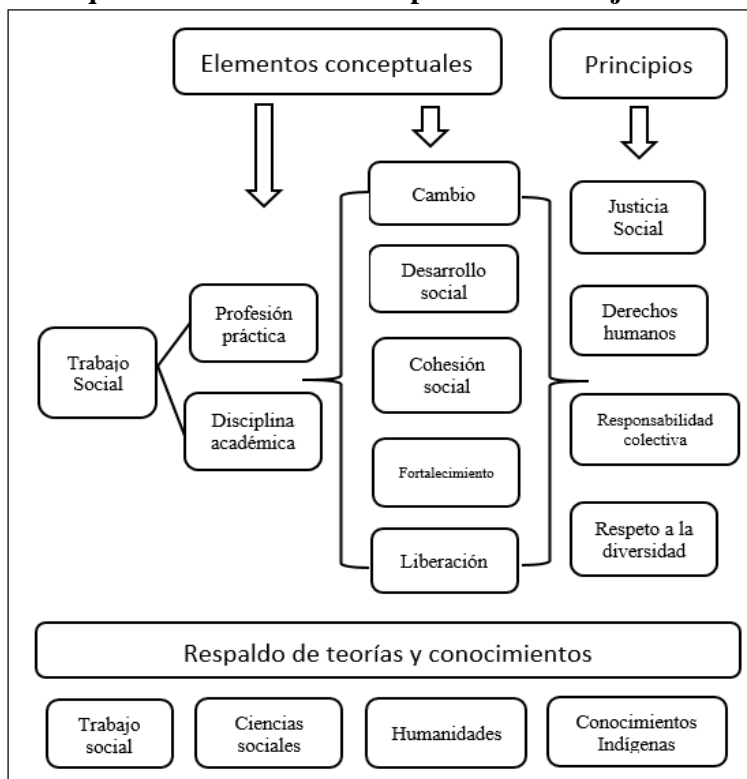 Elementos conceptuales
Principios
Cambio
Justicia
Social
Desarrollo
social
Derechos
humanos
Profesión
práctica
Trabajo
Social
Cohesión
social
Disciplina
académica
Responsabilidad
colectiva
Fortalecimiento
Respeto a la
diversidad
Liberación
Respaldo de teorías y conocimientos
Trabajo
social
Ciencias
sociales
Humanidades
Conocimientos
Indígenas